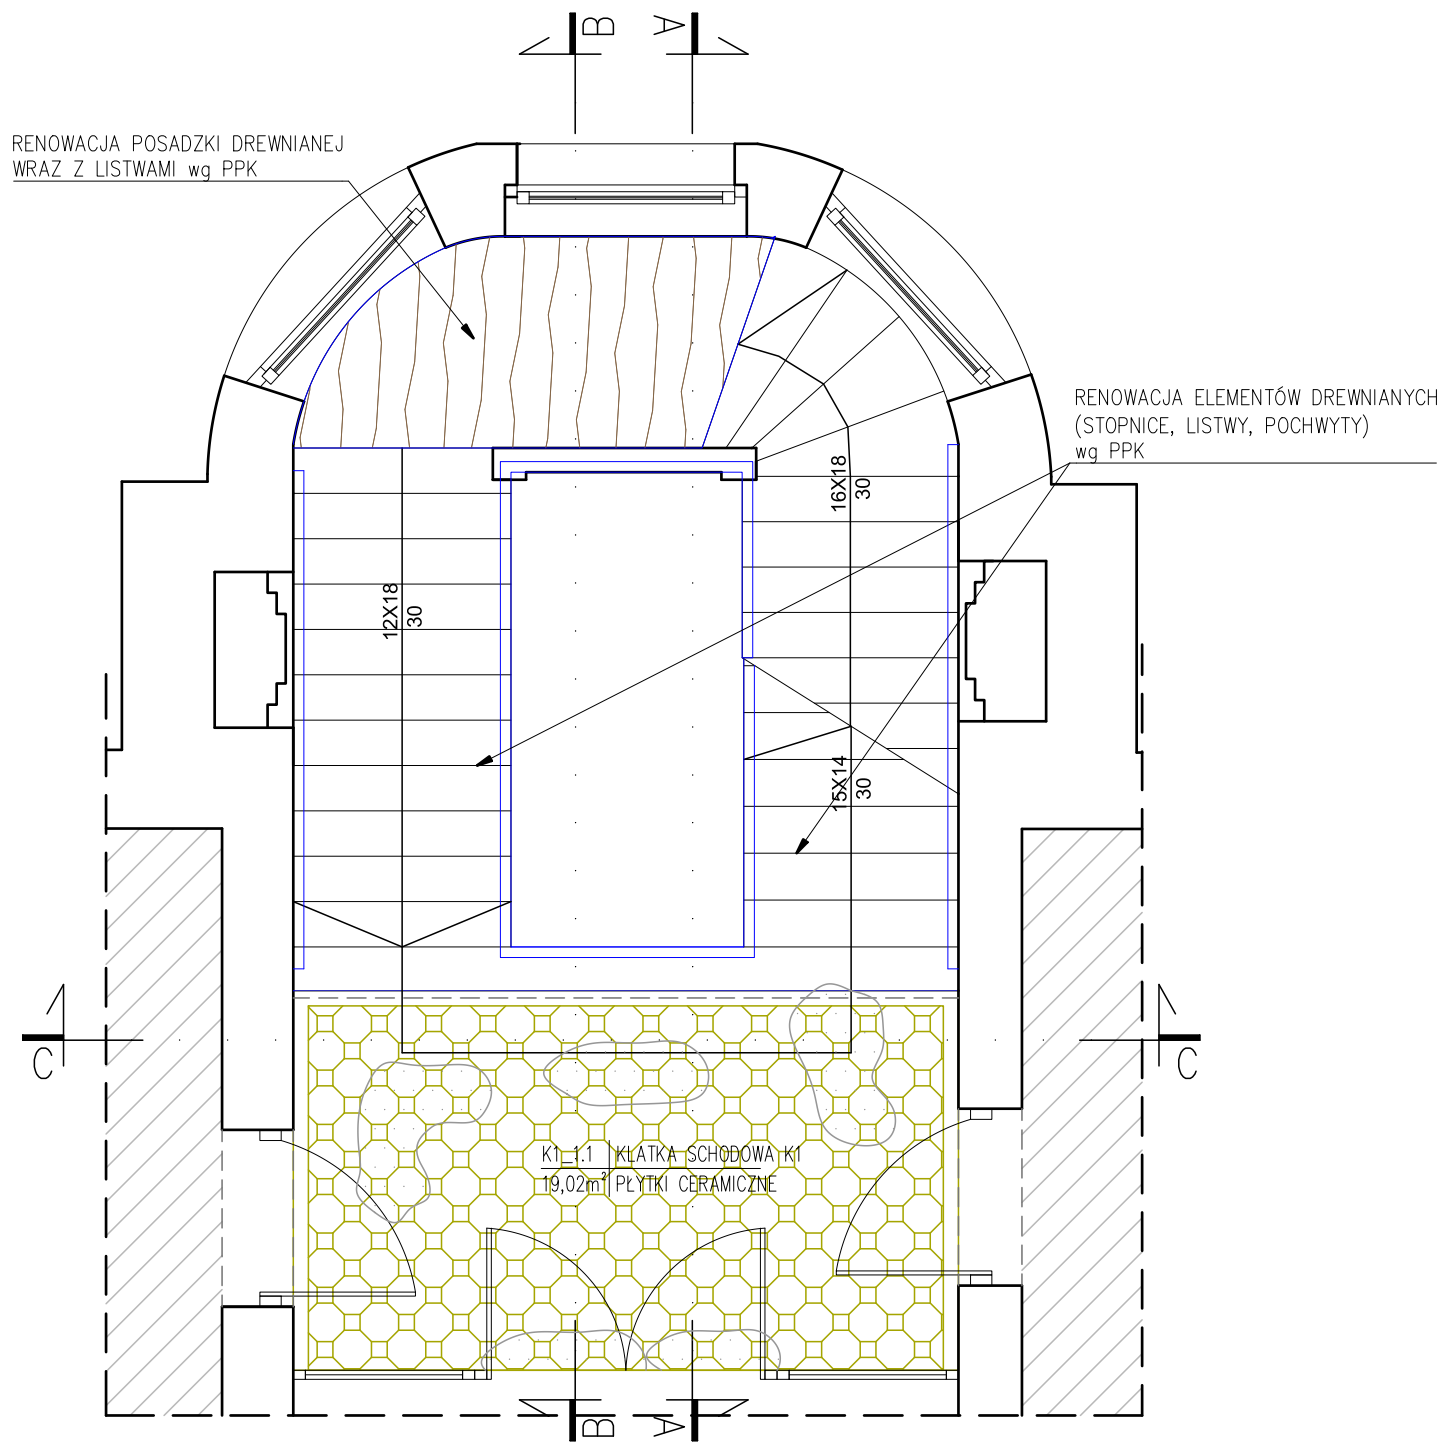 B
A
RENOWACJA POSADZKI DREWNIANEJ
WRAZ Z LISTWAMI wg PPK
RENOWACJA ELEMENTÓW DREWNIANYCH
(STOPNICE, LISTWY, POCHWYTY)
wg PPK
16X18
30
12X18
30
15X14
30
C
C
K1_1.1 KLATKA SCHODOWA K1
19,02m² PŁYTKI CERAMICZNE
B
A